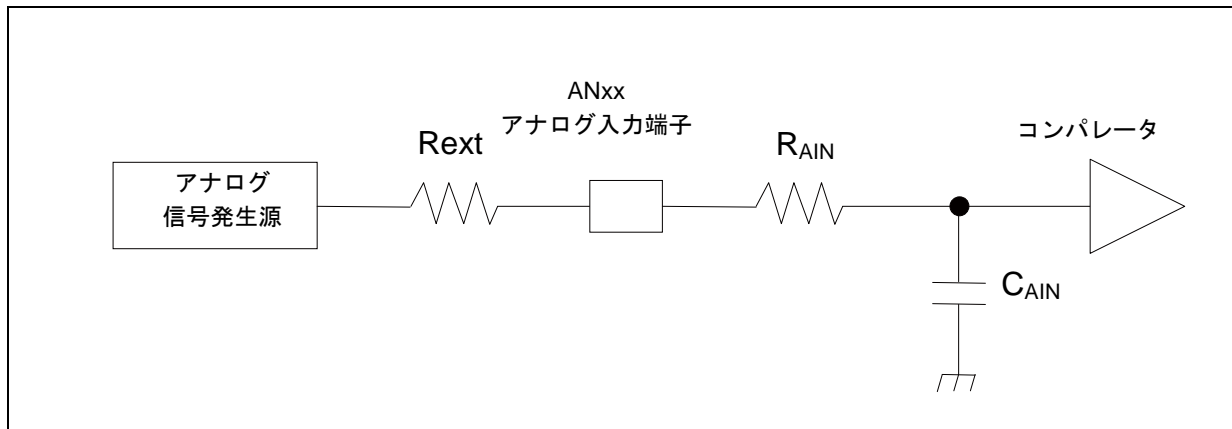 ANxx
アナログ入力端子
コンパレータ
Rext
RAIN
アナログ
信号発生源
CAIN